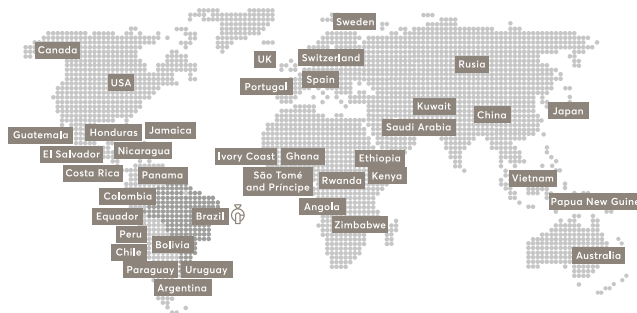 Sweden
Canada
UK
Switzerland
Rusia
USA
Portugal
Spain
Kuwait
China
Japan
Guatemala
Honduras
Jamaica
Saudi Arabia
El Salvador
Nicaragua
Ivory Coast
Ghana
Ethiopia
Costa Rica
Panama
São Tomé
and Príncipe
Rwanda
Kenya
Vietnam
Colombia
Papua New Guine
Angola
Equador
Brazil
Zimbabwe
Peru
Bolivia
Chile
Australia
Paraguay
Uruguay
Argentina